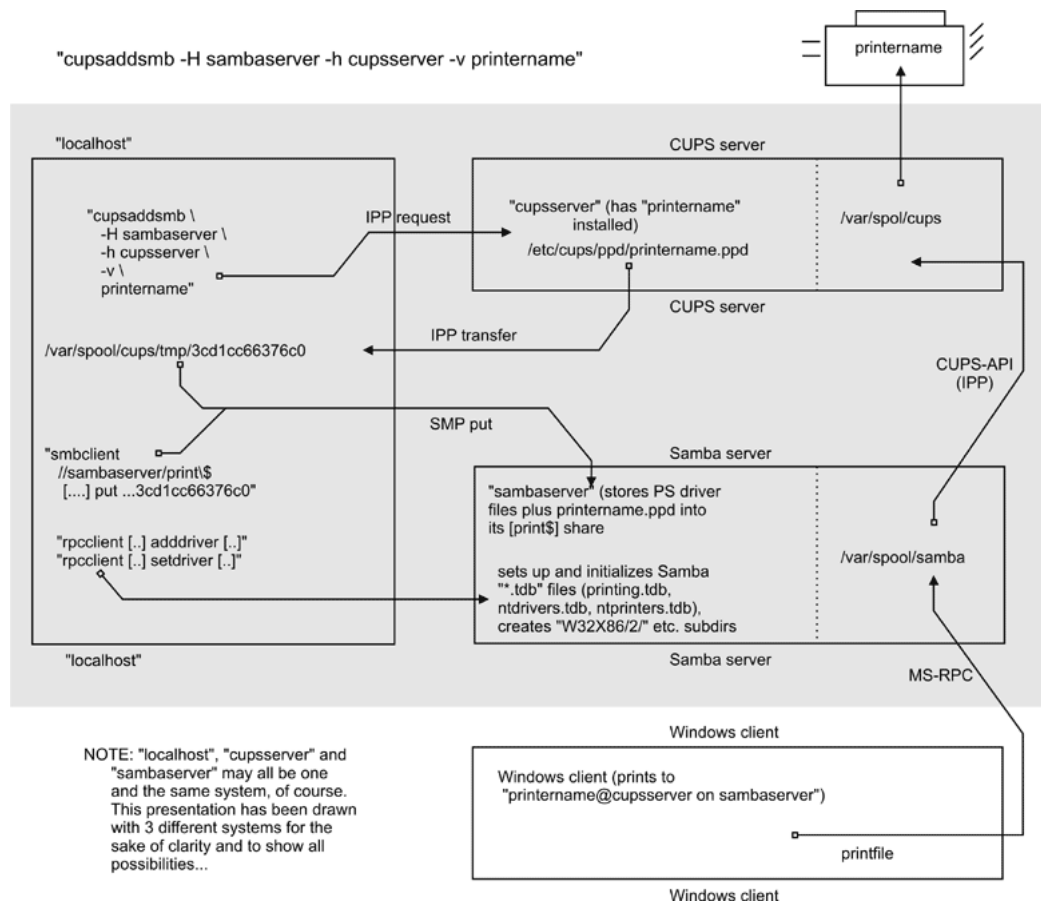 "cupsaddsmb -H sambaserver -h cupsserver -v printername"
printername
"localhost"
"cupsaddsmb \
-H sambaserver \
-h cupsserver \
-v \
printername"
IPP request
CUPS server
"cupsserver" (has "printername"
installed)
/etc/cups/ppd/printername.ppd
/var/spol/cups
CUPS server
IPP transfer
/var/spool/cups/tmp/3cd1cc66376c0
CUPS-API
(IPP)
SMP put
"smbclient
//sambaserver/print\$
[....] put ...3cd1cc66376c0"
"rpcclient [..] adddriver [..]"
"rpcclient [..] setdriver [..]"
"localhost"
Samba server
"sambaserver" (stores PS driver
files plus printername.ppd into
its [print$] share
sets up and initializes Samba
"*.tdb" files (printing.tdb,
ntdrivers.tdb, ntprinters.tdb),
creates "W32X86/2/" etc. subdirs
/var/spool/samba
Samba server
MS-RPC
NOTE: "localhost", "cupsserver" and
"sambaserver" may all be one
and the same system, of course.
This presentation has been drawn
with 3 different systems for the
sake of clarity and to show all
possibilities...
Windows client
Windows client (prints to
"printername@cupsserver on sambaserver")
printfile
Windows client